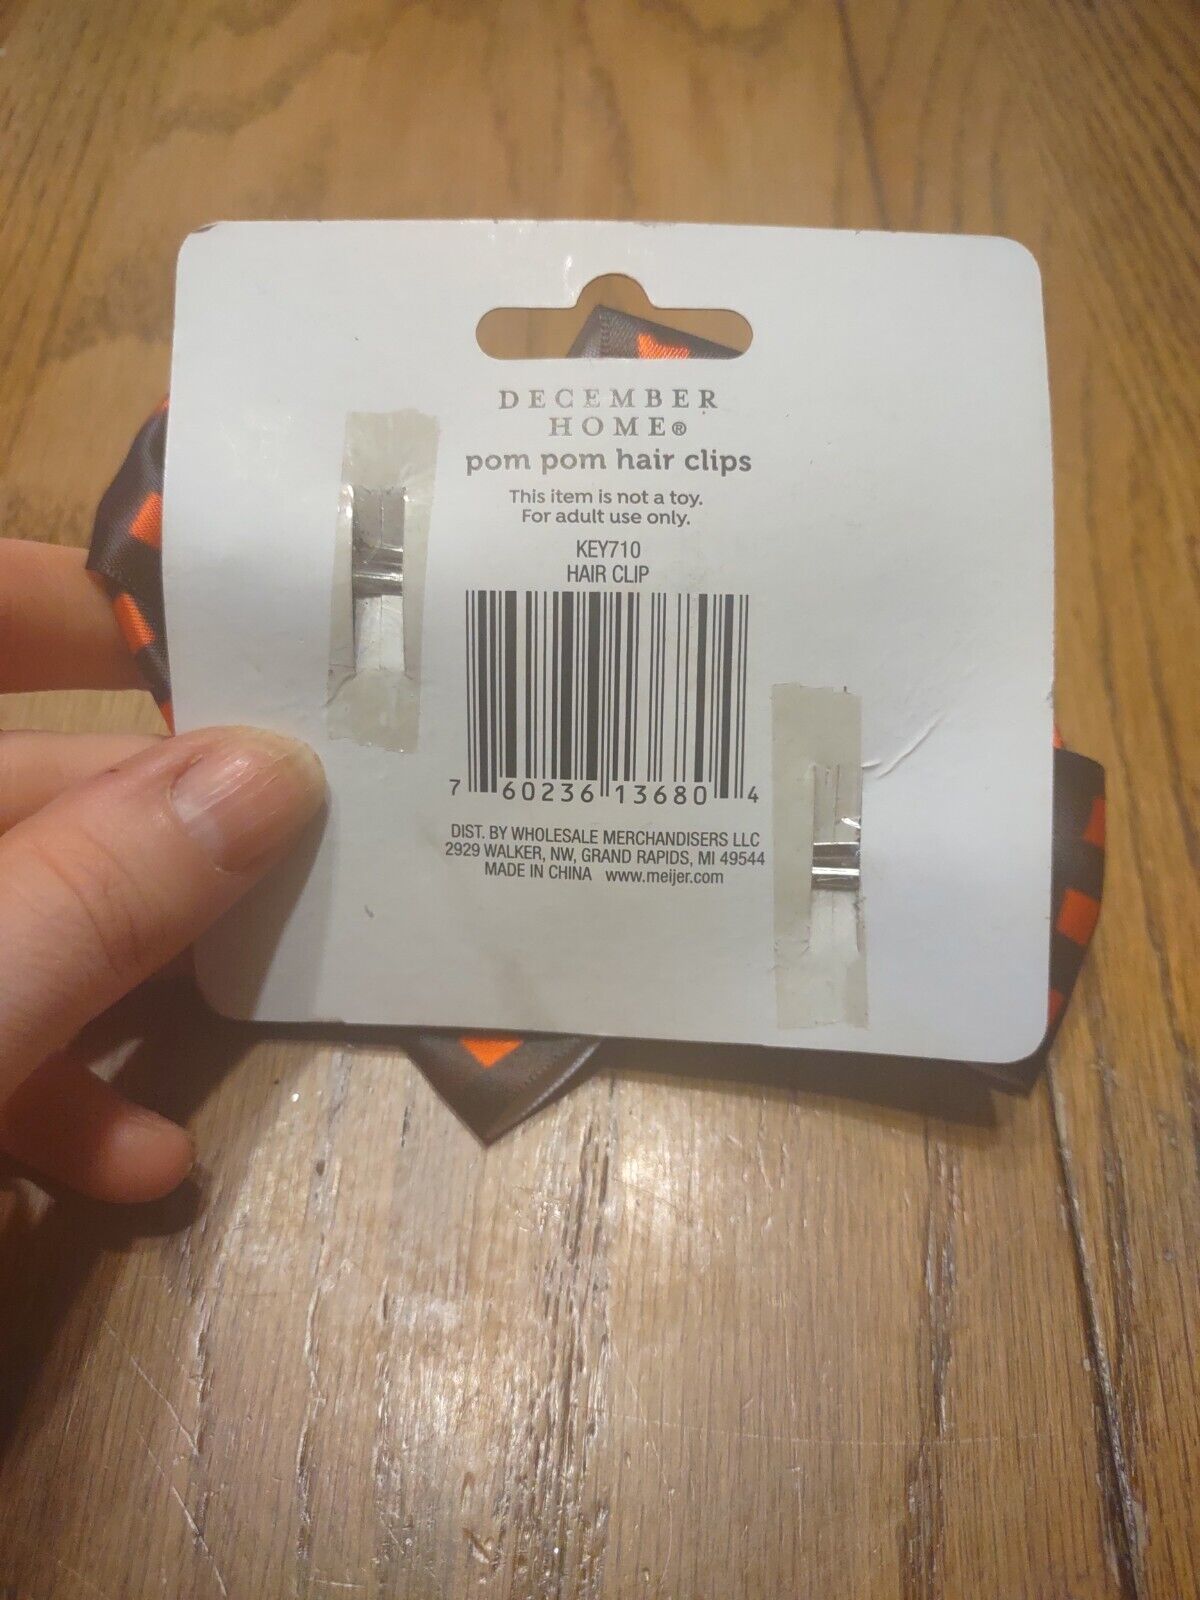 DECEMBER
HOME®
pom pom hair clips
This item is not a toy.
For adult use only.
KEY710
HAIR CLIP
7 60236 13680 4
DIST. BY WHOLESALE MERCHANDISERS LLC
2929 WALKER, NW, GRAND RAPIDS, MI 49544
MADE IN CHINA www.meijer.com